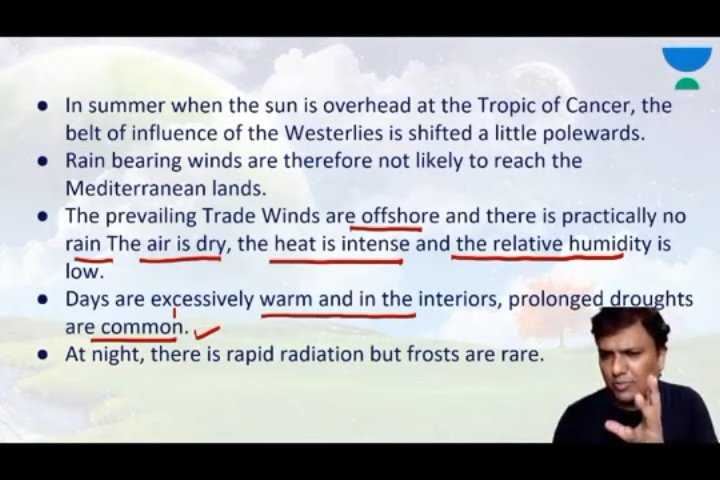 ● In summer when the sun is overhead at the Tropic of Cancer, the
belt of influence of the Westerlies is shifted a little polewards.
● Rain bearing winds are therefore not likely to reach the
Mediterranean lands.
● The prevailing Trade Winds are offshore and there is practically no
rain The air is dry, the heat is intense and the relative humidity is
low.
● Days are excessively warm and in the interiors, prolonged droughts
are common.
● At night, there is rapid radiation but frosts are rare.